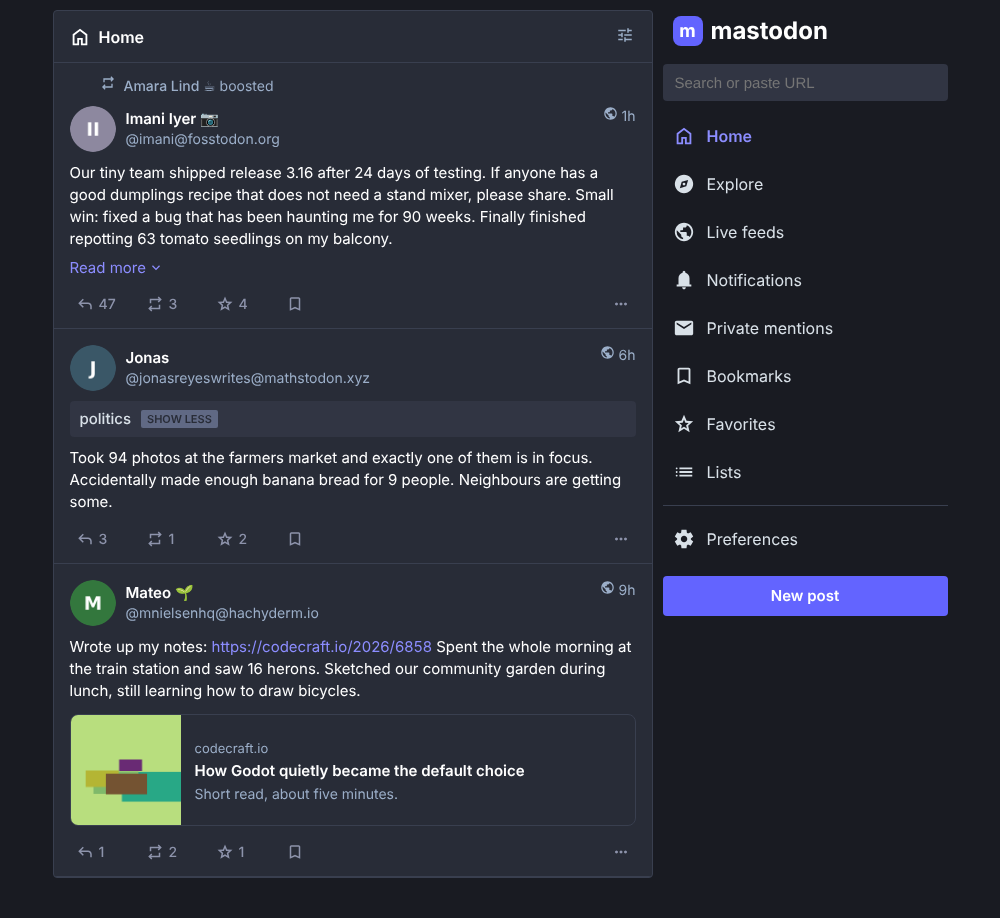 Home
Amara Lind ☕ boosted
II
Imani Iyer 📷
1h
@imani@fosstodon.org
Our tiny team shipped release 3.16 after 24 days of testing. If anyone has a
good dumplings recipe that does not need a stand mixer, please share. Small
win: fixed a bug that has been haunting me for 90 weeks. Finally finished
repotting 63 tomato seedlings on my balcony.
Read more
47 3 4
J
Jonas
6h
@jonasreyeswrites@mathstodon.xyz
politics SHOW LESS
Took 94 photos at the farmers market and exactly one of them is in focus.
Accidentally made enough banana bread for 9 people. Neighbours are getting
some.
3 1 2
M
Mateo 🌱
9h
@mnielsenhq@hachyderm.io
Wrote up my notes: https://codecraft.io/2026/6858 Spent the whole morning at
the train station and saw 16 herons. Sketched our community garden during
lunch, still learning how to draw bicycles.
codecraft.io
How Godot quietly became the default choice
Short read, about five minutes.
1 2 1
m mastodon
Search or paste URL
Home
Explore
Live feeds
Notifications
Private mentions
Bookmarks
Favorites
Lists
Preferences
New post